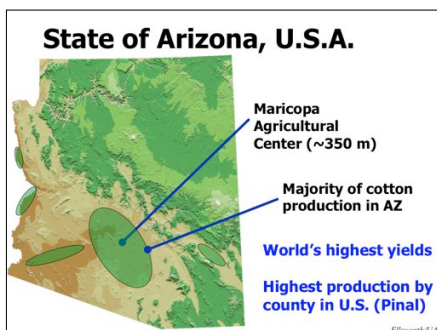 State of Arizona, U.S.A.
Maricopa
Agricultural
Center (~350 m)
Majority of cotton
production in AZ
World's highest yields
Highest production by
county in U.S. (Pinal)